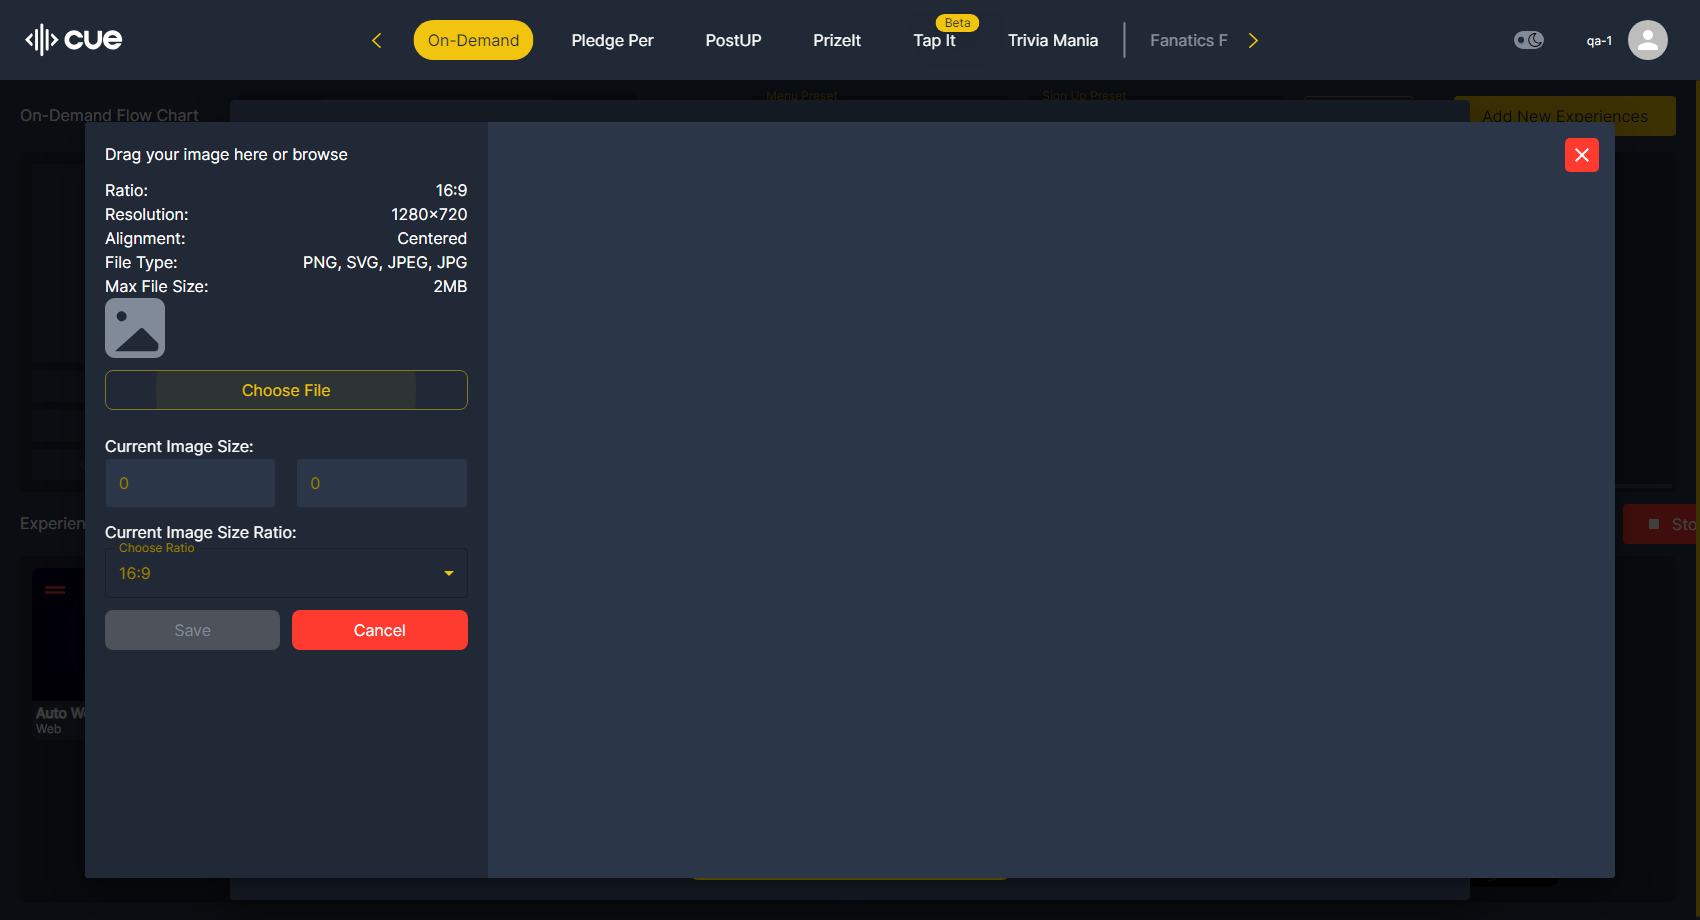 cue
On-Demand
Pledge Per
PostUP
PrizeIt
Beta
Tap It
Trivia Mania
Fanatics F
qa-1
On-Demand Flow Chart
Menu Preset
Sign Up Preset
Add New Experiences
Drag your image here or browse
Ratio: 16:9
Resolution: 1280×720
Alignment: Centered
File Type: PNG, SVG, JPEG, JPG
Max File Size: 2MB
Choose File
Current Image Size:
0 0
Experien
Sto
Current Image Size Ratio:
Choose Ratio
16:9
Save
Cancel
Auto We
Web